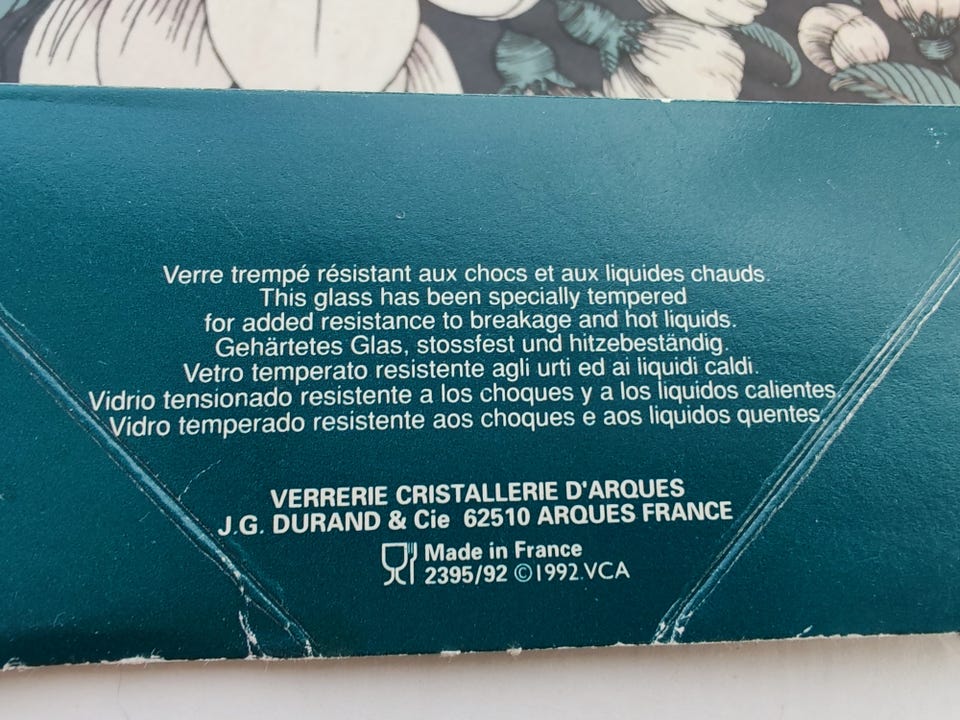 Verre trempé résistant aux chocs et aux liquides chauds.
This glass has been specially tempered
for added resistance to breakage and hot liquids.
Gehärtetes Glas, stossfest und hitzebeständig.
Vetro temperato resistente agli urti ed ai liquidi caldi.
Vidrio tensionado resistente a los choques y a los liquidos calientes.
Vidro temperado resistente aos choques e aos liquidos quentes.
VERRERIE CRISTALLERIE D'ARQUES
J.G. DURAND & Cie 62510 ARQUES FRANCE
Made in France
2395/92 ©1992.VCA